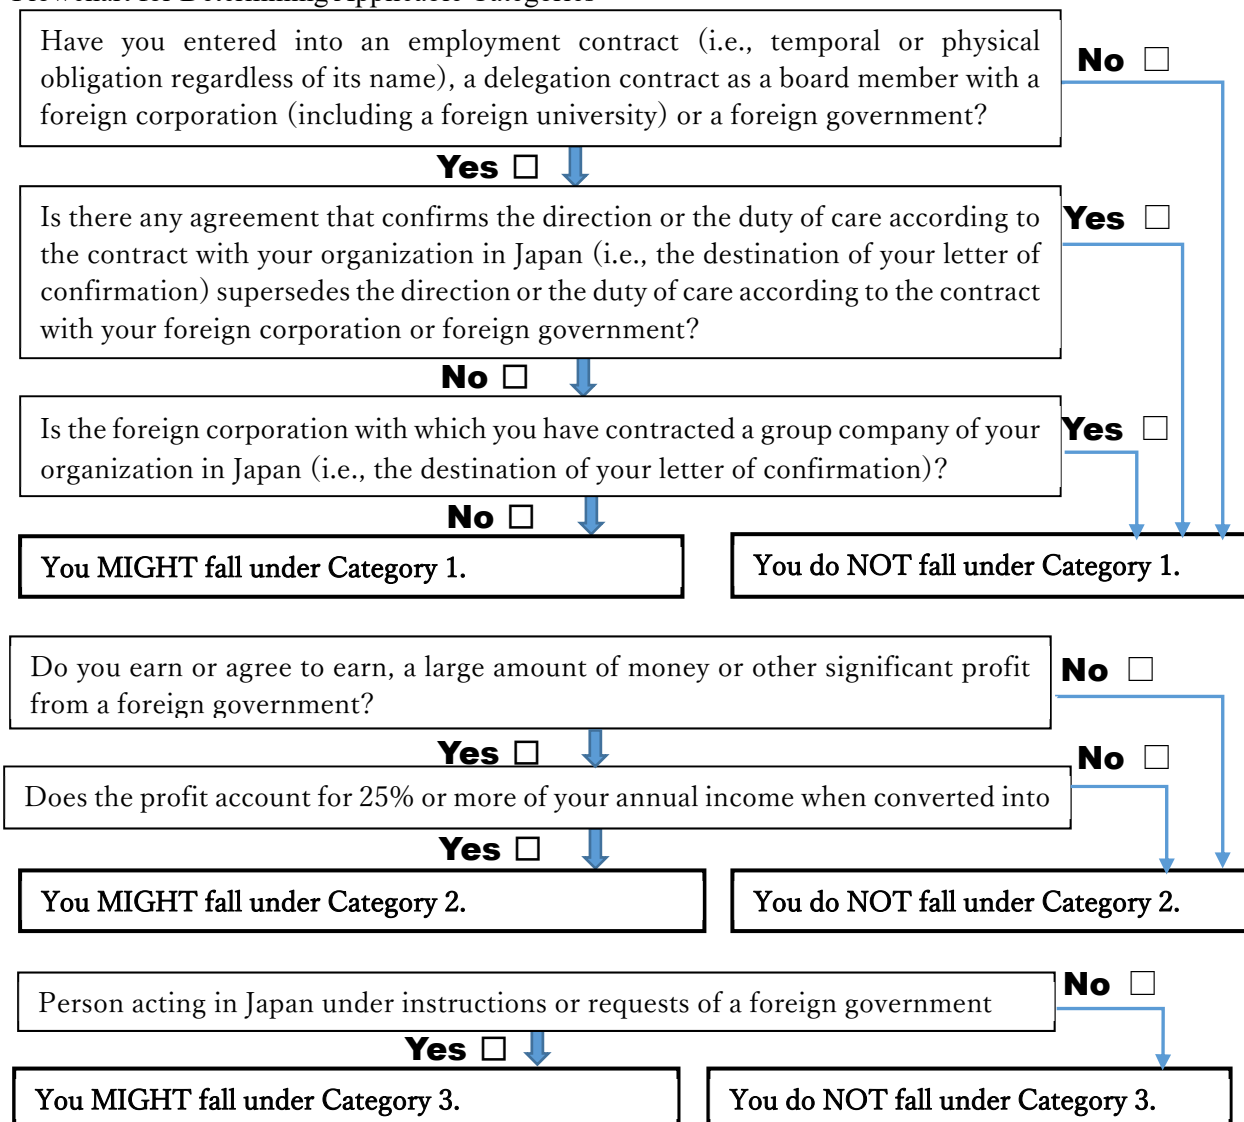 Flowchart for Determining Applicable Categories
Have you entered into an employment contract (i.e., temporal or physical
obligation regardless of its name), a delegation contract as a board member with a
foreign corporation (including a foreign university) or a foreign government?
No ☐
Yes ☐
Is there any agreement that confirms the direction or the duty of care according to
the contract with your organization in Japan (i.e., the destination of your letter of
confirmation) supersedes the direction or the duty of care according to the contract
with your foreign corporation or foreign government?
Yes ☐
No ☐
Is the foreign corporation with which you have contracted a group company of your
organization in Japan (i.e., the destination of your letter of confirmation)?
Yes ☐
No ☐
You MIGHT fall under Category 1.
You do NOT fall under Category 1.
Do you earn or agree to earn, a large amount of money or other significant profit
from a foreign government?
No ☐
Yes ☐
Does the profit account for 25% or more of your annual income when converted into
No ☐
Yes ☐
You MIGHT fall under Category 2.
You do NOT fall under Category 2.
Person acting in Japan under instructions or requests of a foreign government
No ☐
Yes ☐
You MIGHT fall under Category 3.
You do NOT fall under Category 3.